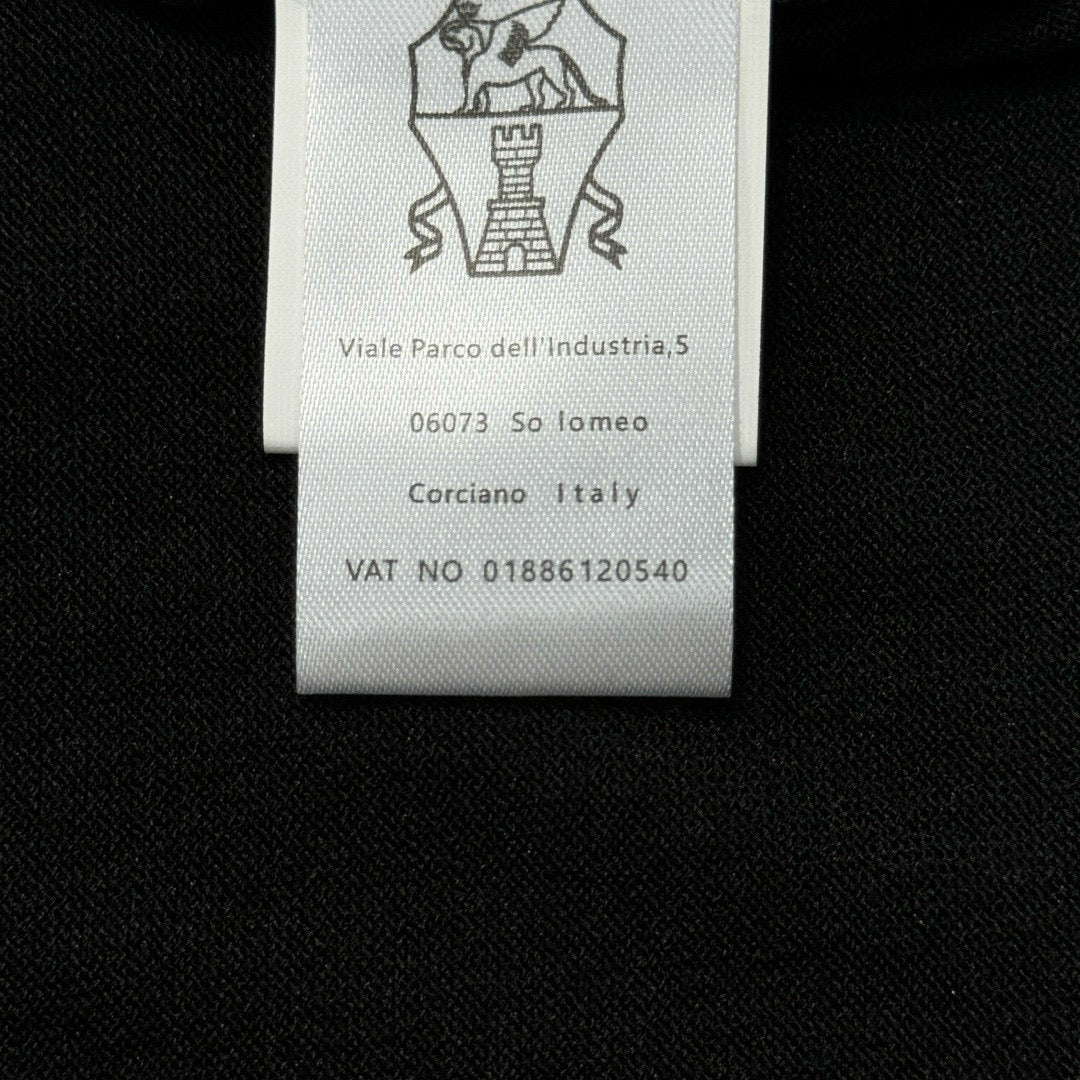 Viale Parco dell'Industria,5
06073 So lomeo
Corciano Italy
VAT NO 01886120540